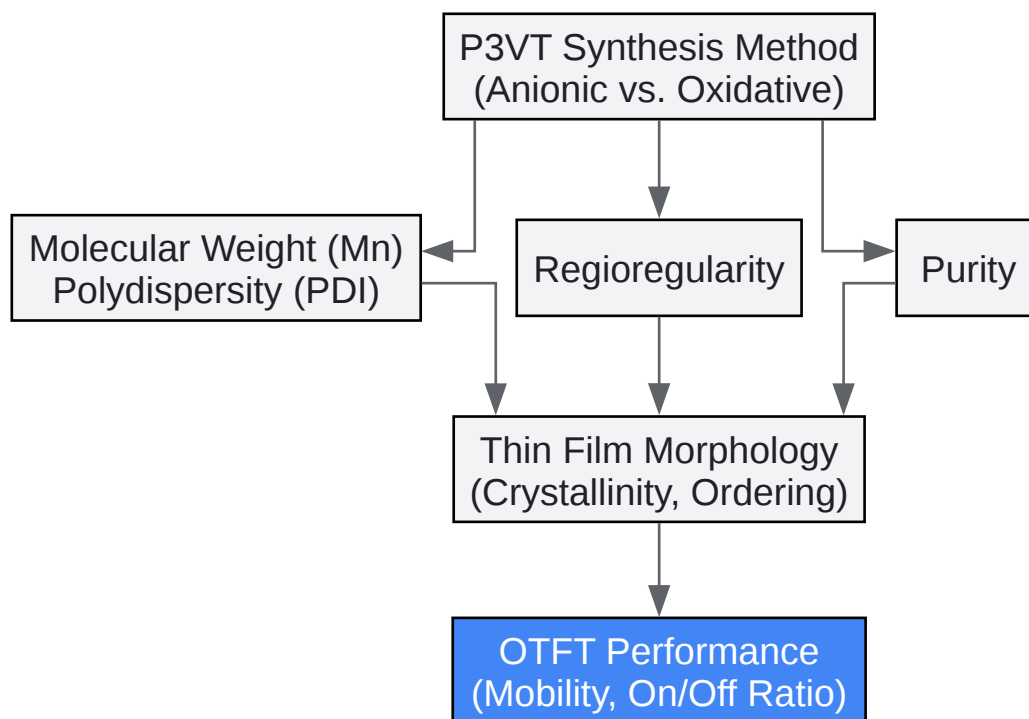 P3VT Synthesis Method
(Anionic vs. Oxidative)
Molecular Weight (Mn)
Polydispersity (PDI)
Regioregularity
Purity
Thin Film Morphology
(Crystallinity, Ordering)
OTFT Performance
(Mobility, On/Off Ratio)